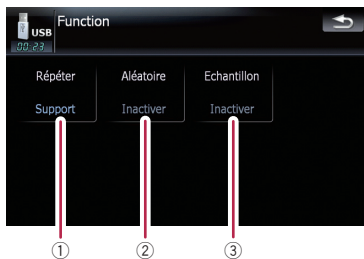 Function
USB
00:23
Répéter Aléatoire Echantillon
Support Inactiver Inactiver
① ② ③